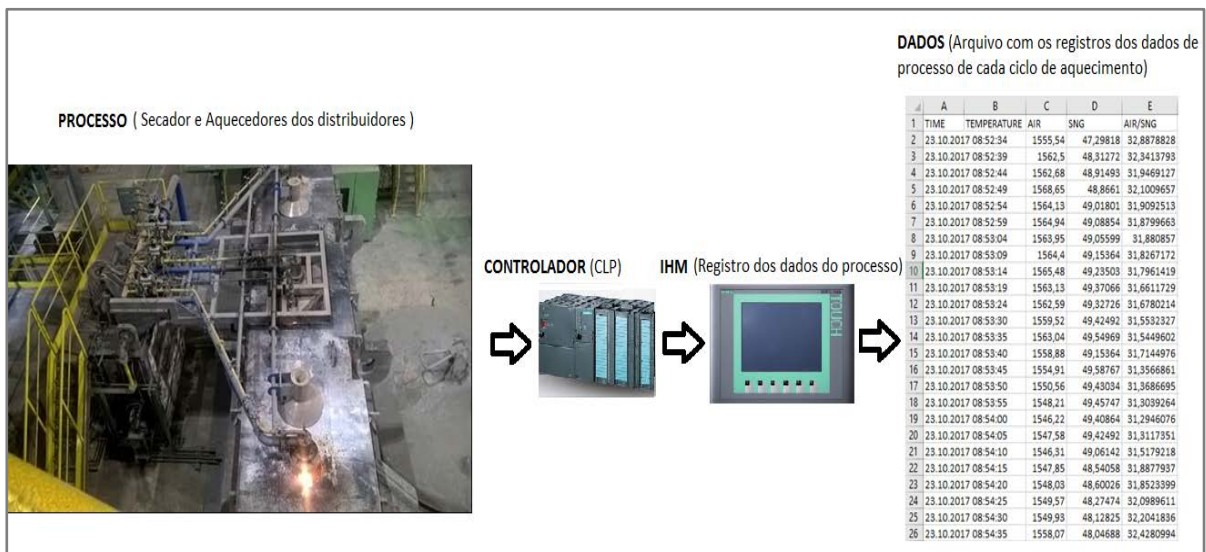 DADOS (Arquivo com os registros dos dados de
processo de cada ciclo de aquecimento)
PROCESSO ( Secador e Aquecedores dos distribuidores )
CONTROLADOR (CLP)
IHM (Registro dos dados do processo)
TOUCH
A B C D E
1 TIME TEMPERATURE AIR SNG AIR/SNG
2 23.10.2017 08:52:34 1555,54 47,29818 32,8878828
3 23.10.2017 08:52:39 1562,5 48,31272 32,3413793
4 23.10.2017 08:52:44 1562,68 48,91493 31,9469127
5 23.10.2017 08:52:49 1568,65 48,8661 32,1009657
6 23.10.2017 08:52:54 1564,13 49,01801 31,9092513
7 23.10.2017 08:52:59 1564,94 49,08854 31,8799663
8 23.10.2017 08:53:04 1563,95 49,05599 31,880857
9 23.10.2017 08:53:09 1564,4 49,15364 31,8267172
10 23.10.2017 08:53:14 1565,48 49,23503 31,7961419
11 23.10.2017 08:53:19 1563,13 49,37066 31,6611729
12 23.10.2017 08:53:24 1562,59 49,32726 31,6780214
13 23.10.2017 08:53:30 1559,52 49,42492 31,5532327
14 23.10.2017 08:53:35 1563,04 49,54969 31,5449602
15 23.10.2017 08:53:40 1558,88 49,15364 31,7144976
16 23.10.2017 08:53:45 1554,91 49,58767 31,3566861
17 23.10.2017 08:53:50 1550,56 49,43034 31,3686695
18 23.10.2017 08:53:55 1548,21 49,45747 31,3039264
19 23.10.2017 08:54:00 1546,22 49,40864 31,2946076
20 23.10.2017 08:54:05 1547,58 49,42492 31,3117351
21 23.10.2017 08:54:10 1546,31 49,06142 31,5179218
22 23.10.2017 08:54:15 1547,85 48,54058 31,8877937
23 23.10.2017 08:54:20 1548,03 48,60026 31,8523399
24 23.10.2017 08:54:25 1549,57 48,27474 32,0989611
25 23.10.2017 08:54:30 1549,93 48,12825 32,2041836
26 23.10.2017 08:54:35 1558,07 48,04688 32,4280994